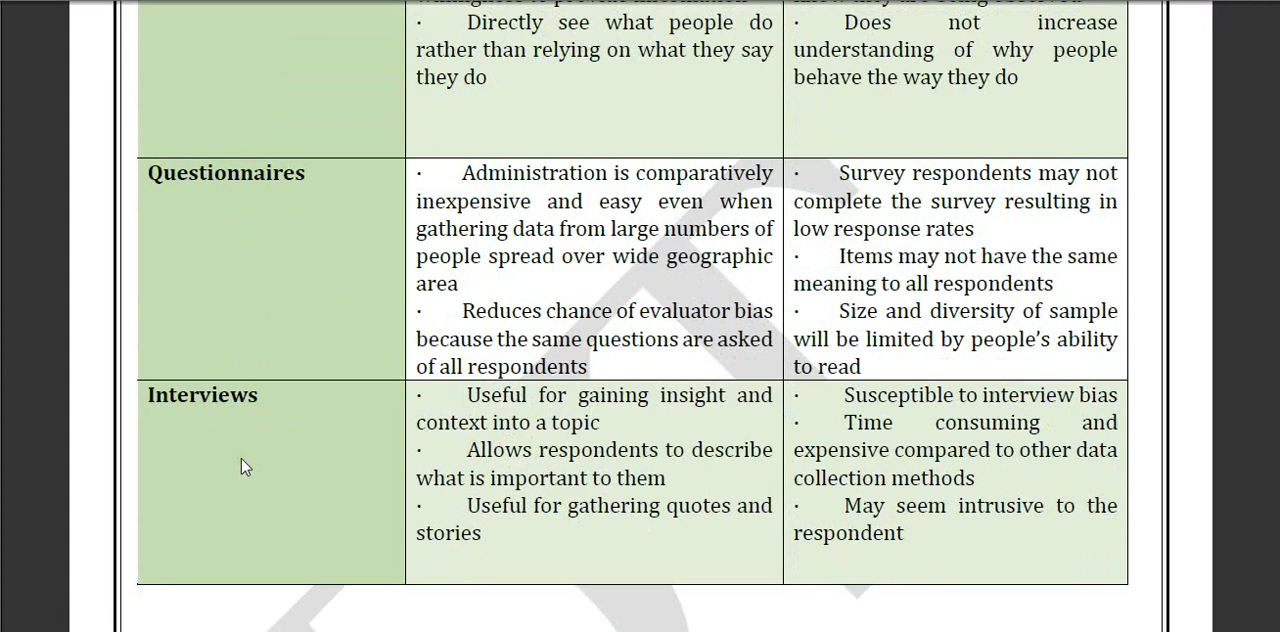 · Directly see what people do
rather than relying on what they say
they do
· Does not increase
understanding of why people
behave the way they do
Questionnaires
· Administration is comparatively
inexpensive and easy even when
gathering data from large numbers of
people spread over wide geographic
area
· Reduces chance of evaluator bias
because the same questions are asked
of all respondents
· Survey respondents may not
complete the survey resulting in
low response rates
· Items may not have the same
meaning to all respondents
· Size and diversity of sample
will be limited by people’s ability
to read
Interviews
· Useful for gaining insight and
context into a topic
· Allows respondents to describe
what is important to them
· Useful for gathering quotes and
stories
· Susceptible to interview bias
· Time consuming and
expensive compared to other data
collection methods
· May seem intrusive to the
respondent